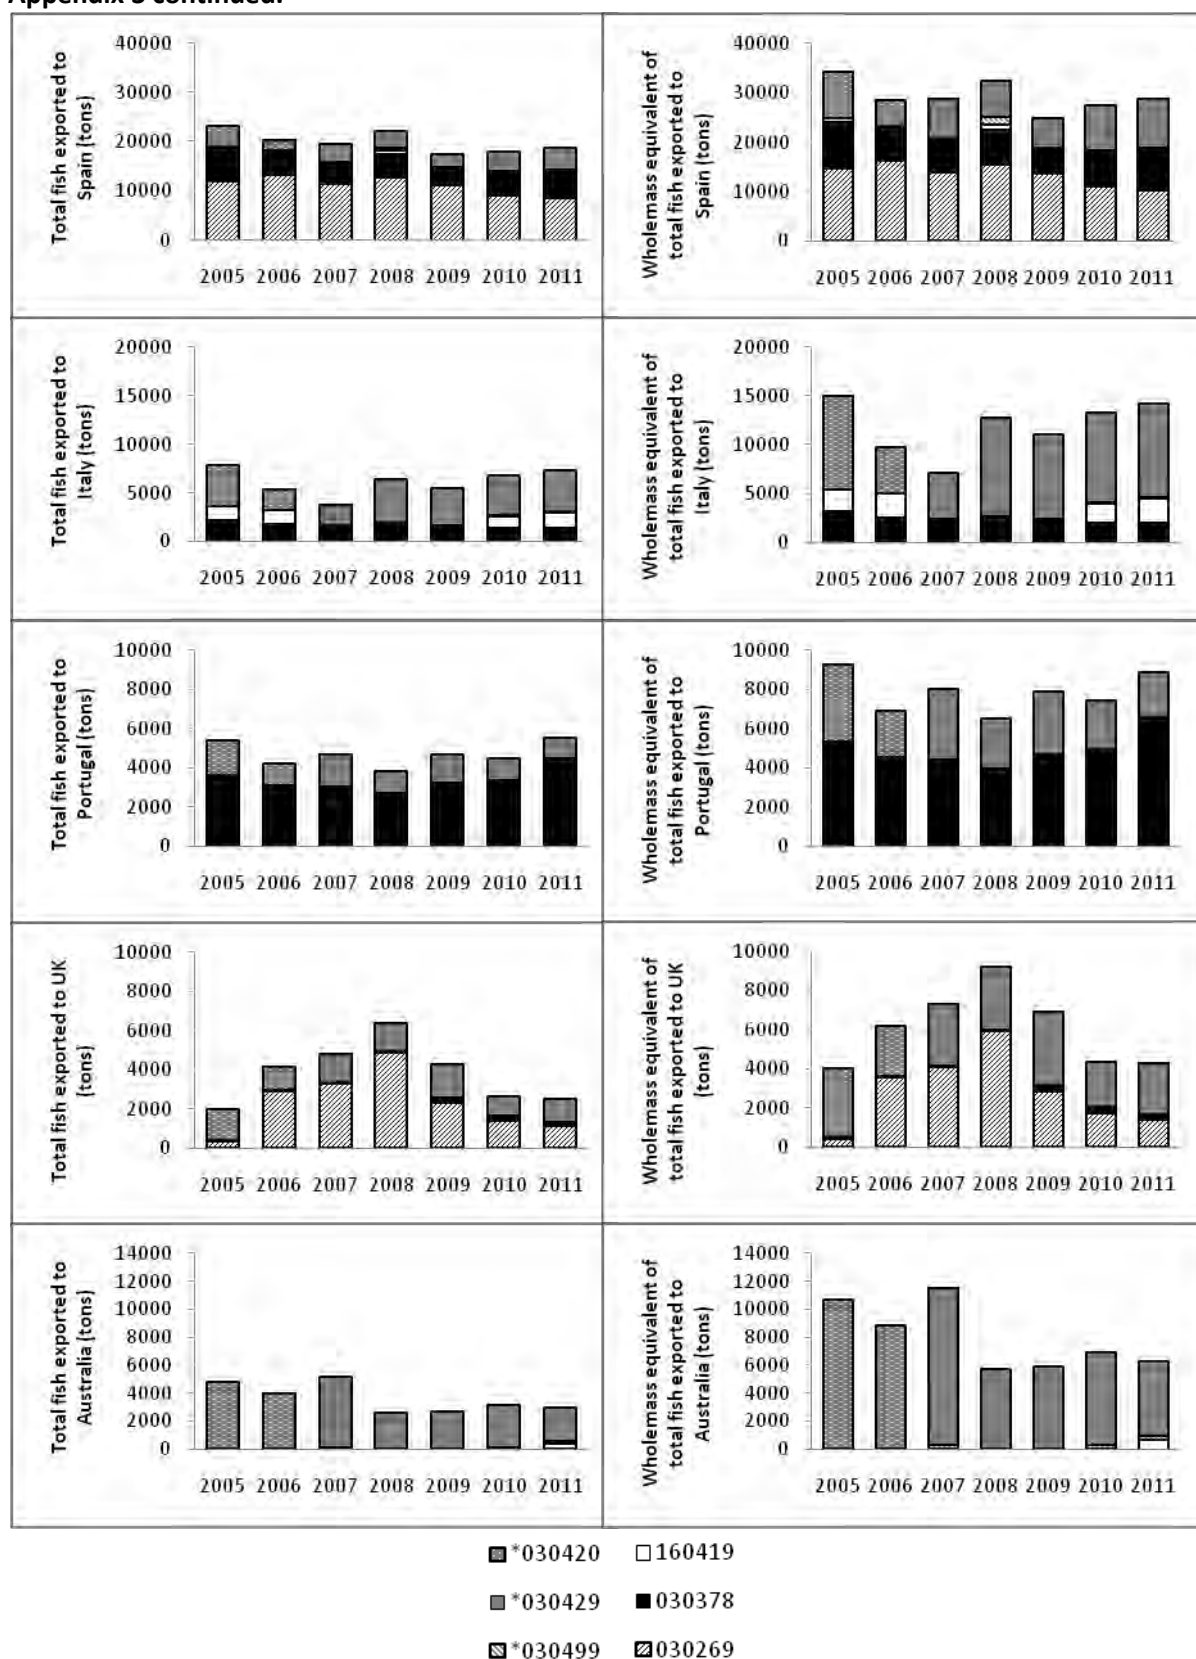 Appendix 3 continued.
Total fish exported to
Spain (tons)
40000
30000
20000
10000
0
2005 2006 2007 2008 2009 2010 2011
Wholemass equivalent of
total fish exported to
Spain (tons)
40000
30000
20000
10000
0
2005 2006 2007 2008 2009 2010 2011
Total fish exported to
Italy (tons)
20000
15000
10000
5000
0
2005 2006 2007 2008 2009 2010 2011
Wholemass equivalent of
total fish exported to
Italy (tons)
20000
15000
10000
5000
0
2005 2006 2007 2008 2009 2010 2011
Total fish exported to
Portugal (tons)
10000
8000
6000
4000
2000
0
2005 2006 2007 2008 2009 2010 2011
Wholemass equivalent of
total fish exported to
Portugal (tons)
10000
8000
6000
4000
2000
0
2005 2006 2007 2008 2009 2010 2011
Total fish exported to UK
(tons)
10000
8000
6000
4000
2000
0
2005 2006 2007 2008 2009 2010 2011
Wholemass equivalent of
total fish exported to UK
(tons)
10000
8000
6000
4000
2000
0
2005 2006 2007 2008 2009 2010 2011
Total fish exported to
Australia (tons)
14000
12000
10000
8000
6000
4000
2000
0
2005 2006 2007 2008 2009 2010 2011
Wholemass equivalent of
total fish exported to
Australia (tons)
14000
12000
10000
8000
6000
4000
2000
0
2005 2006 2007 2008 2009 2010 2011
*030420 160419
*030429 030378
*030499 030269